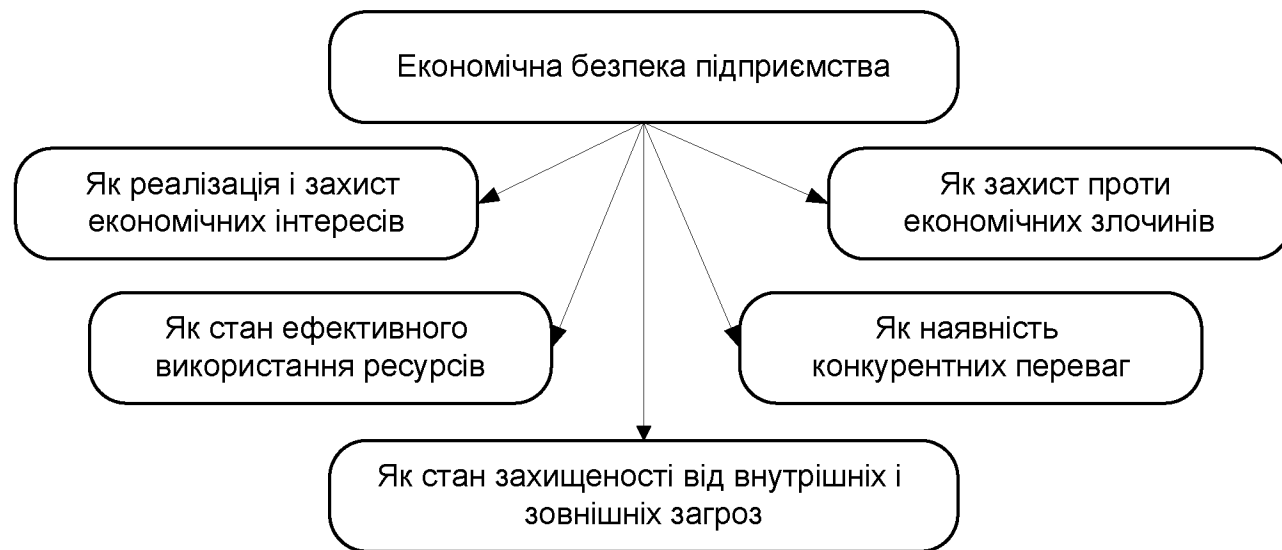 Економічна безпека підприємства
Як реалізація і захист
економічних інтересів
Як захист проти
економічних злочинів
Як стан ефективного
використання ресурсів
Як наявність
конкурентних переваг
Як стан захищеності від внутрішніх і
зовнішніх загроз